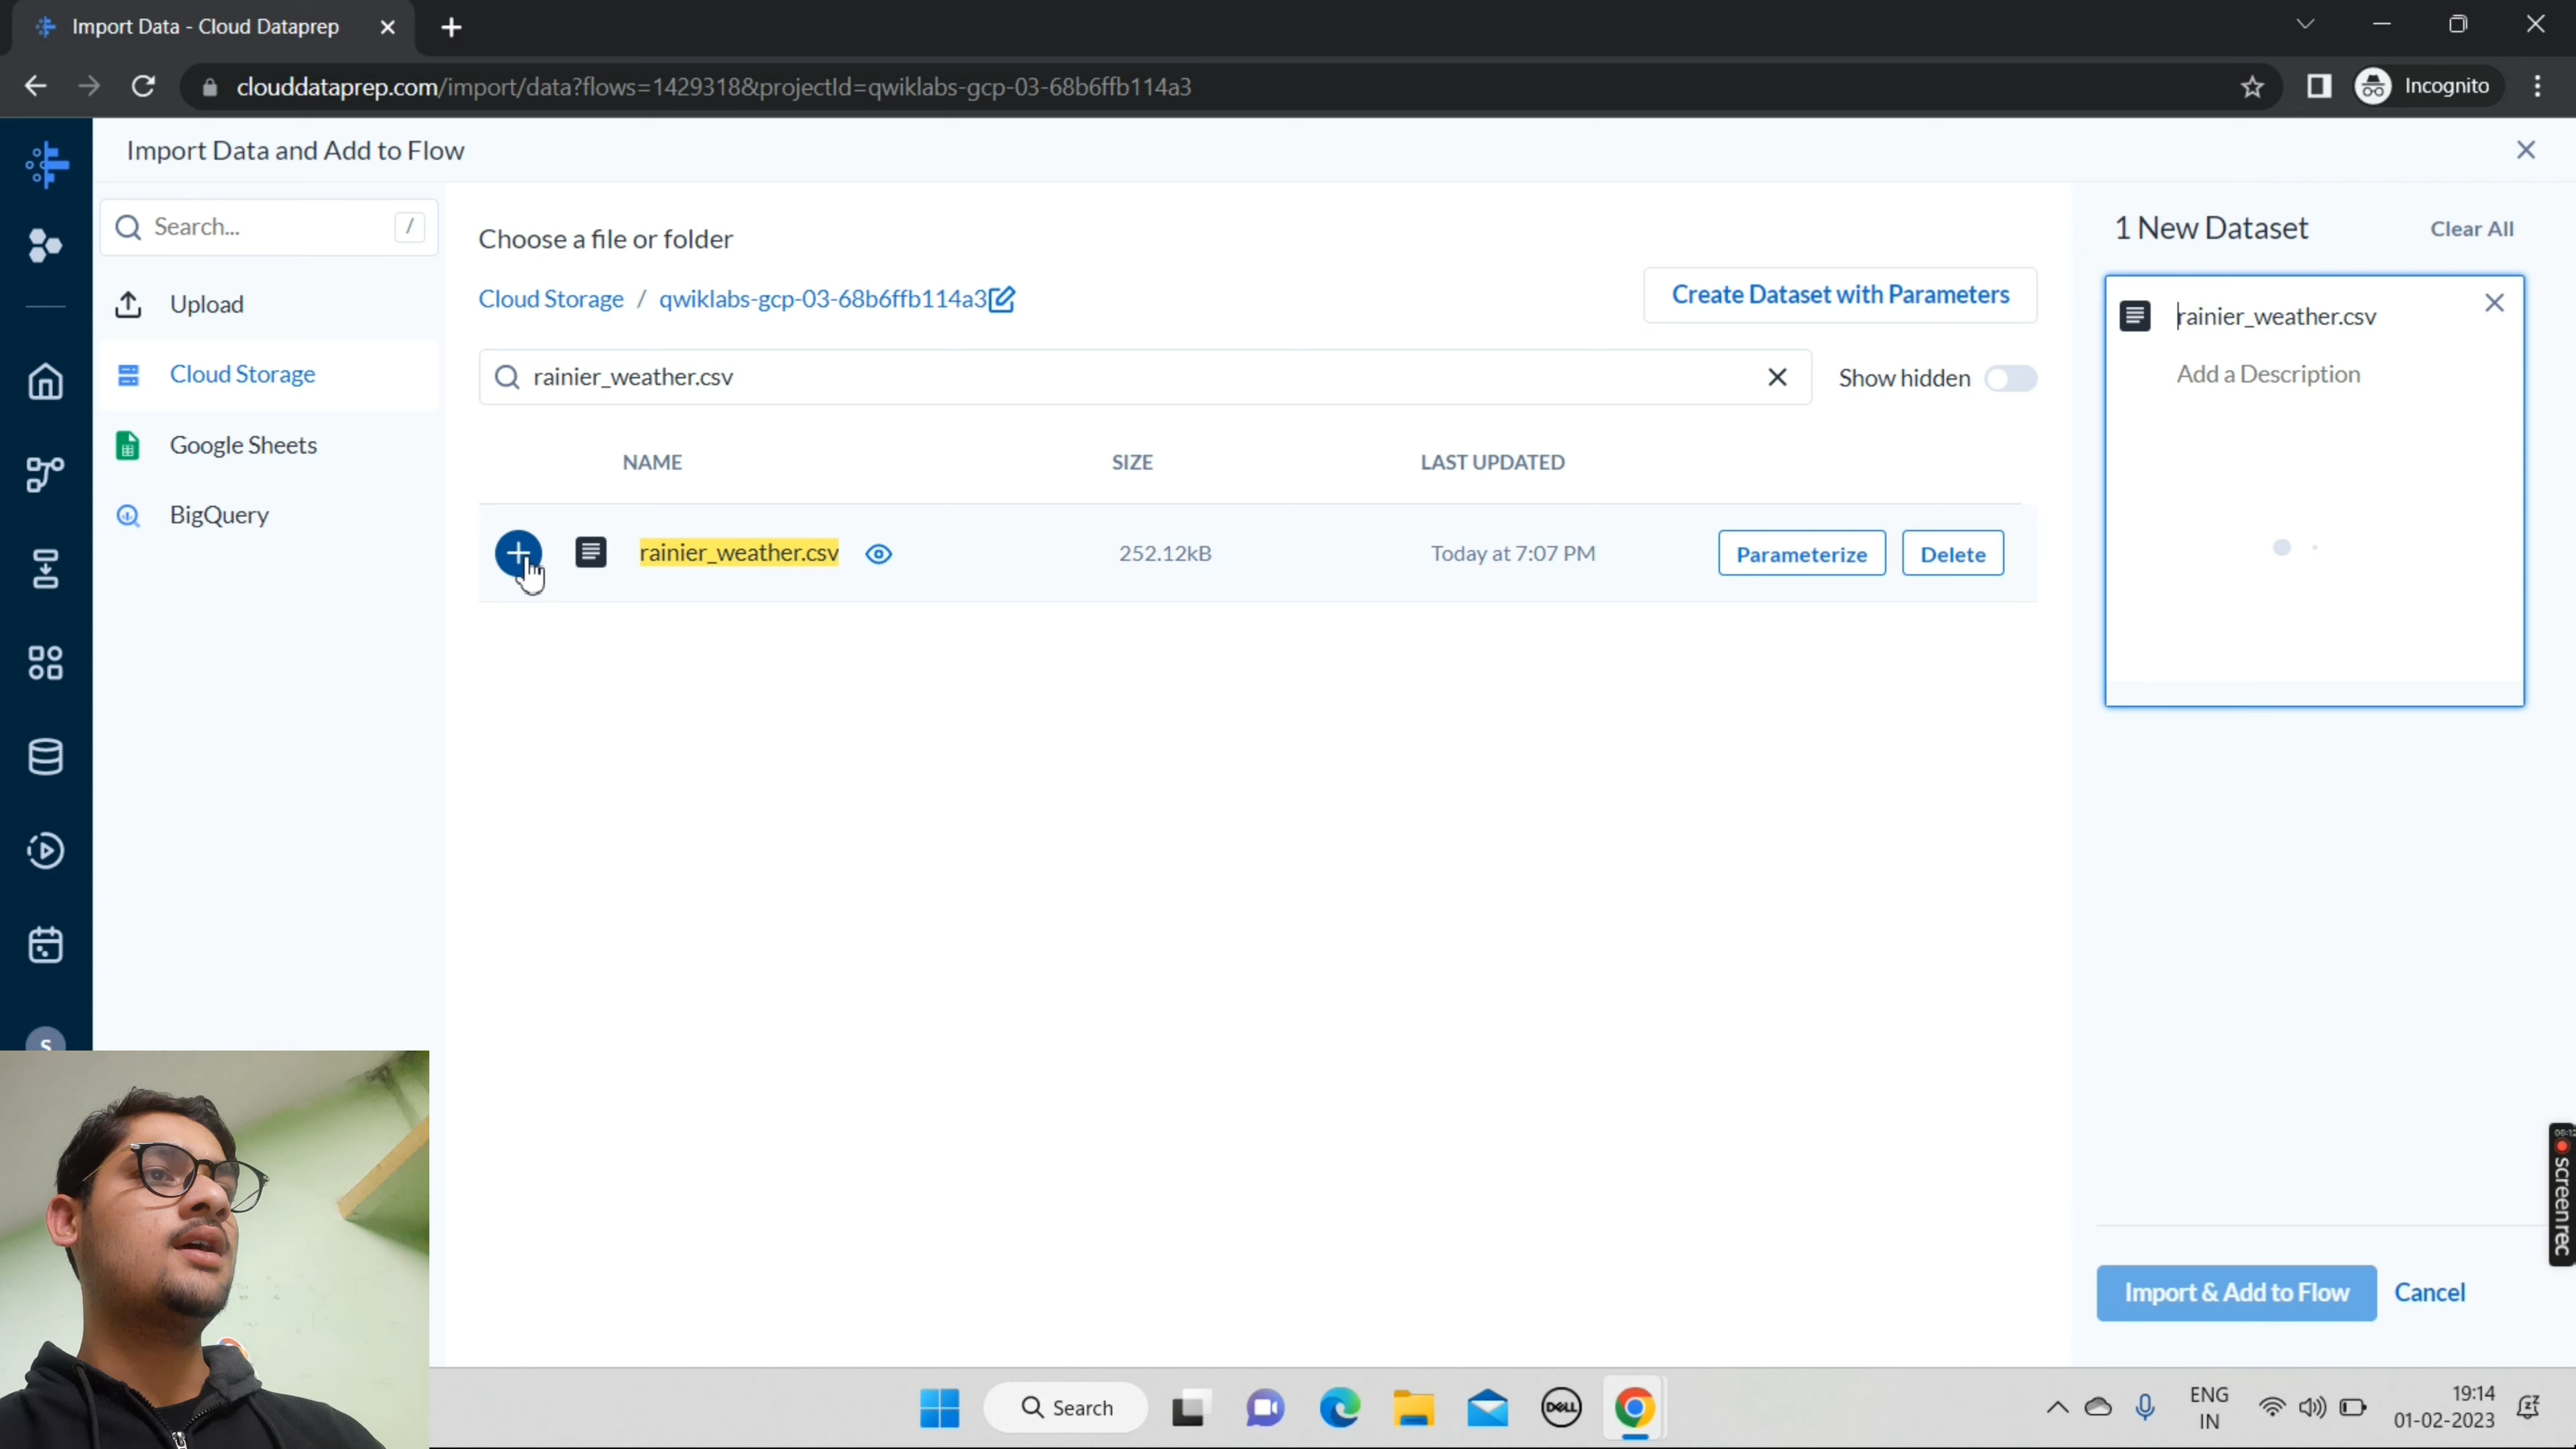 Import Data - Cloud Dataprep
clouddataprep.com/import/data?flows=1429318&projectId=qwiklabs-gcp-03-68b6ffb114a3
Incognito
Import Data and Add to Flow
Search...
/
Upload
Cloud Storage
Google Sheets
BigQuery
S
Choose a file or folder
Cloud Storage / qwiklabs-gcp-03-68b6ffb114a3
Create Dataset with Parameters
rainier_weather.csv
Show hidden
NAME SIZE LAST UPDATED
rainier_weather.csv 252.12kB Today at 7:07 PM Parameterize Delete
1 New Dataset Clear All
rainier_weather.csv
Add a Description
Import & Add to Flow Cancel
06:12
screenrec
Search
DELL
ENG
IN
19:14
01-02-2023